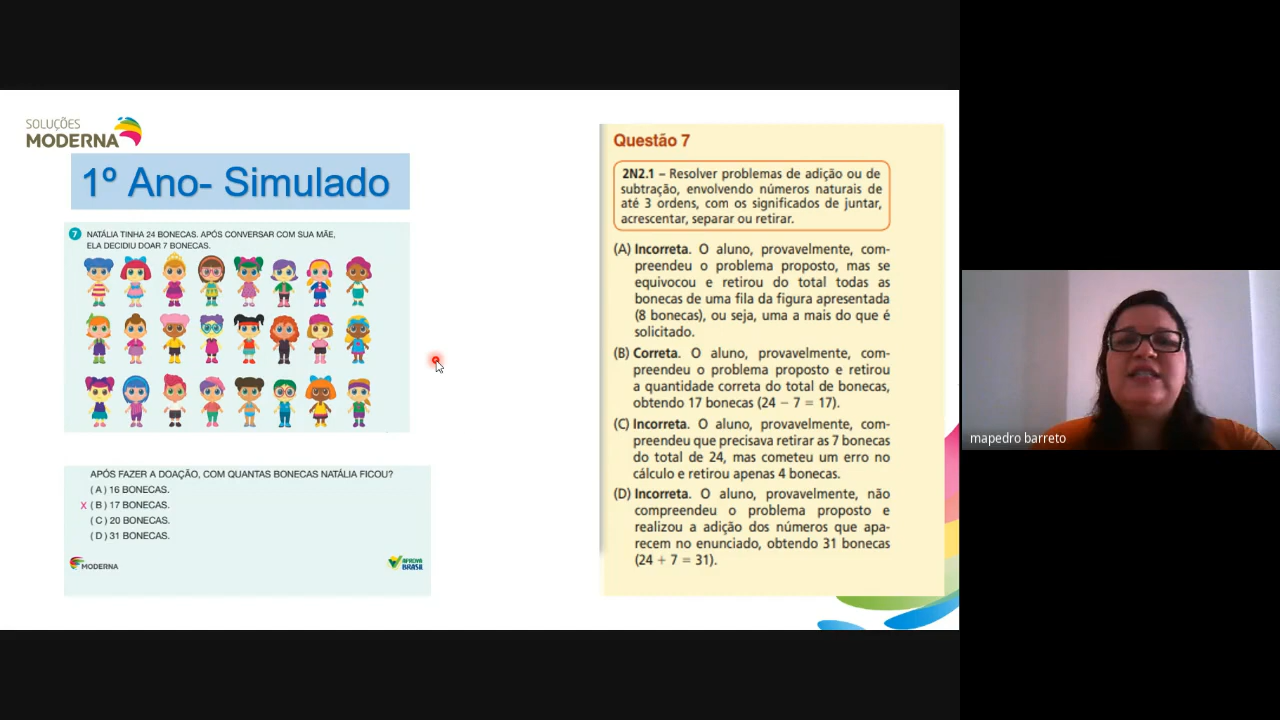 SOLUÇÕES
MODERNA
1º Ano- Simulado
7 NATÁLIA TINHA 24 BONECAS. APÓS CONVERSAR COM SUA MÃE,
ELA DECIDIU DOAR 7 BONECAS.
APÓS FAZER A DOAÇÃO, COM QUANTAS BONECAS NATÁLIA FICOU?
( A ) 16 BONECAS.
X ( B ) 17 BONECAS.
( C ) 20 BONECAS.
( D ) 31 BONECAS.
MODERNA
APROVA
BRASIL
Questão 7
2N2.1 – Resolver problemas de adição ou de
subtração, envolvendo números naturais de
até 3 ordens, com os significados de juntar,
acrescentar, separar ou retirar.
(A) Incorreta. O aluno, provavelmente, com-
preendeu o problema proposto, mas se
equivocou e retirou do total todas as
bonecas de uma fila da figura apresentada
(8 bonecas), ou seja, uma a mais do que é
solicitado.
(B) Correta. O aluno, provavelmente, com-
preendeu o problema proposto e retirou
a quantidade correta do total de bonecas,
obtendo 17 bonecas (24 − 7 = 17).
(C) Incorreta. O aluno, provavelmente, com-
preendeu que precisava retirar as 7 bonecas
do total de 24, mas cometeu um erro no
cálculo e retirou apenas 4 bonecas.
(D) Incorreta. O aluno, provavelmente, não
compreendeu o problema proposto e
realizou a adição dos números que apa-
recem no enunciado, obtendo 31 bonecas
(24 + 7 = 31).
mapedro barreto